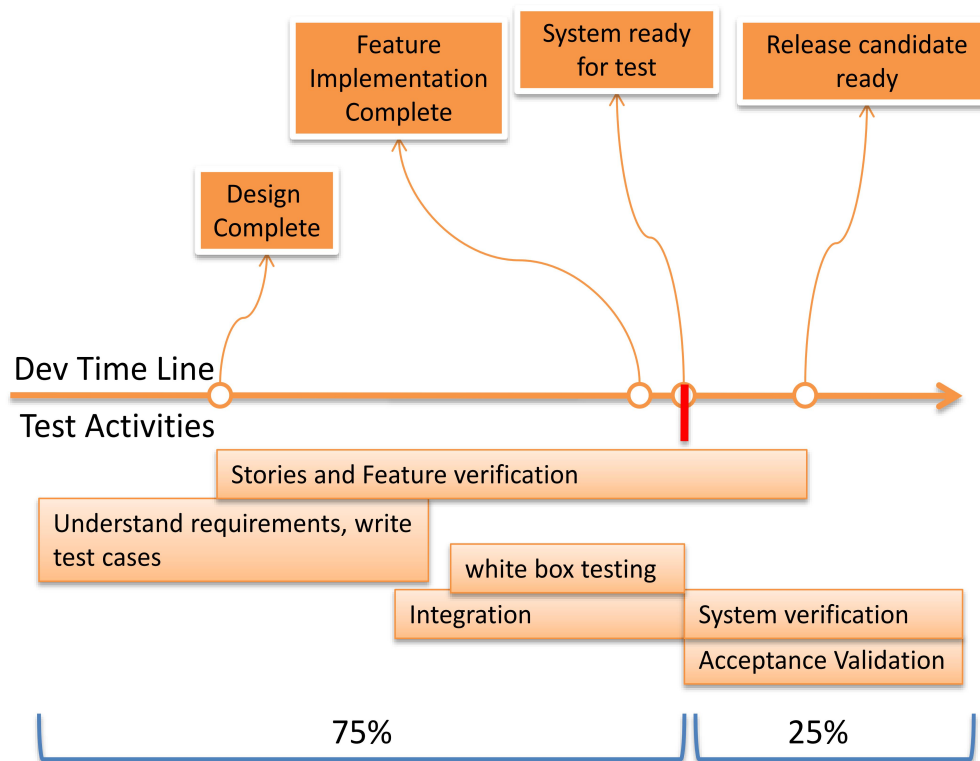 Feature
Implementation
Complete
System ready
for test
Release candidate
ready
Design
Complete
Dev Time Line
Test Activities
Stories and Feature verification
Understand requirements, write
test cases
white box testing
Integration
System verification
Acceptance Validation
75%
25%